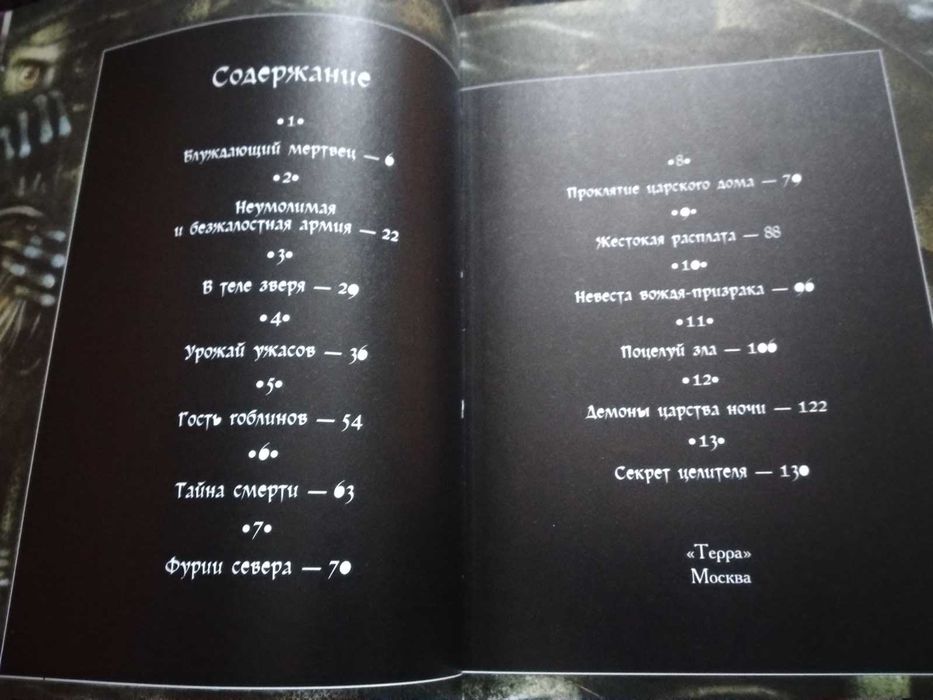 Содержание
•1•
Блуждающий мертвец — 6
•2•
Неумолимая
и безжалостная армия — 22
•3•
В теле зверя — 29
•4•
Урожай ужасов — 36
•5•
Гость гоблинов — 54
•6•
Тайна смерти — 63
•7•
Фурии севера — 70
•8•
Проклятие царского дома — 79
•9•
Жестокая расплата — 88
•10•
Невеста вождя-призрака — 96
•11•
Поцелуй зла — 106
•12•
Демоны царства ночи — 122
•13•
Секрет целителя — 130
«Терра»
Москва